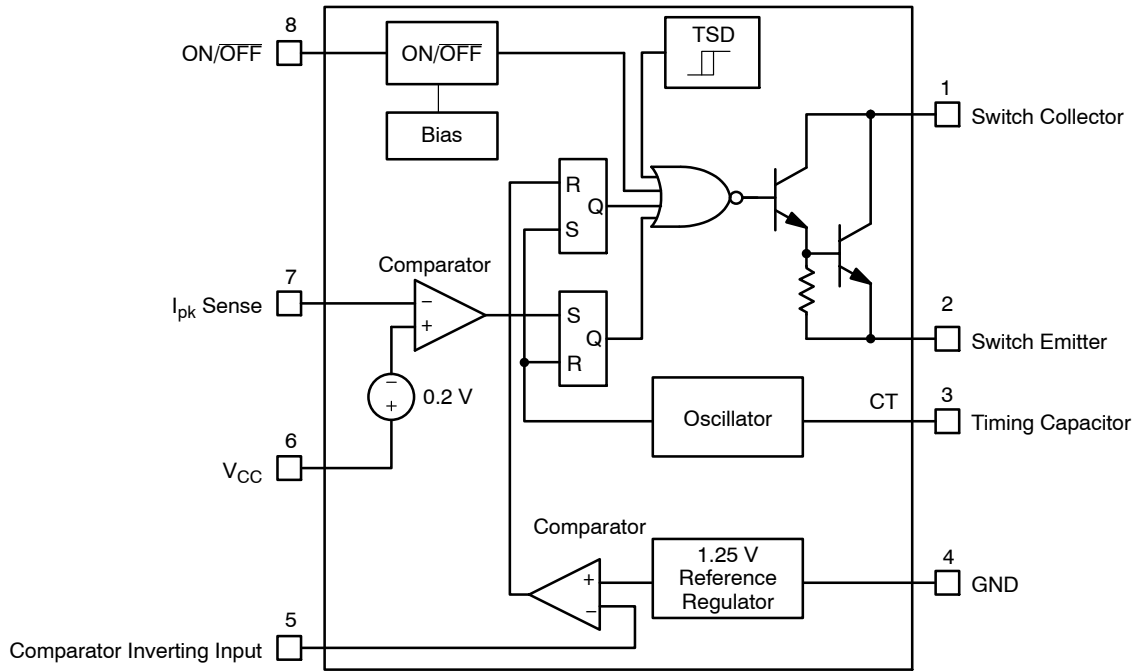 8
ON/OFF
ON/OFF
Bias
TSD
1
Switch Collector
R
Q
S
Comparator
7
Ipk Sense
−
+
S
Q
R
2
Switch Emitter
−
+
0.2 V
6
VCC
Oscillator
CT
3
Timing Capacitor
Comparator
+
−
1.25 V
Reference
Regulator
4
GND
5
Comparator Inverting Input